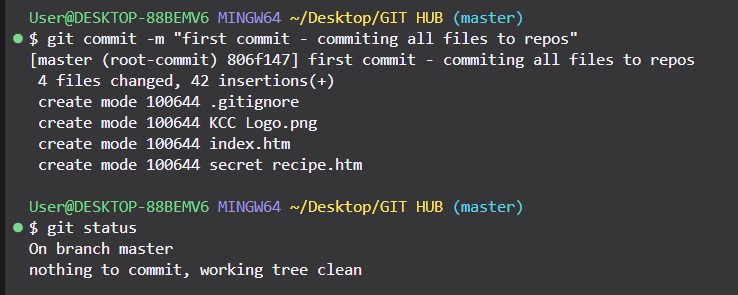 User@DESKTOP-88BEMV6 MINGW64 ~/Desktop/GIT HUB (master)
$ git commit -m "first commit - commiting all files to repos"
[master (root-commit) 806f147] first commit - commiting all files to repos
 4 files changed, 42 insertions(+)
 create mode 100644 .gitignore
 create mode 100644 KCC Logo.png
 create mode 100644 index.htm
 create mode 100644 secret recipe.htm
User@DESKTOP-88BEMV6 MINGW64 ~/Desktop/GIT HUB (master)
$ git status
On branch master
nothing to commit, working tree clean